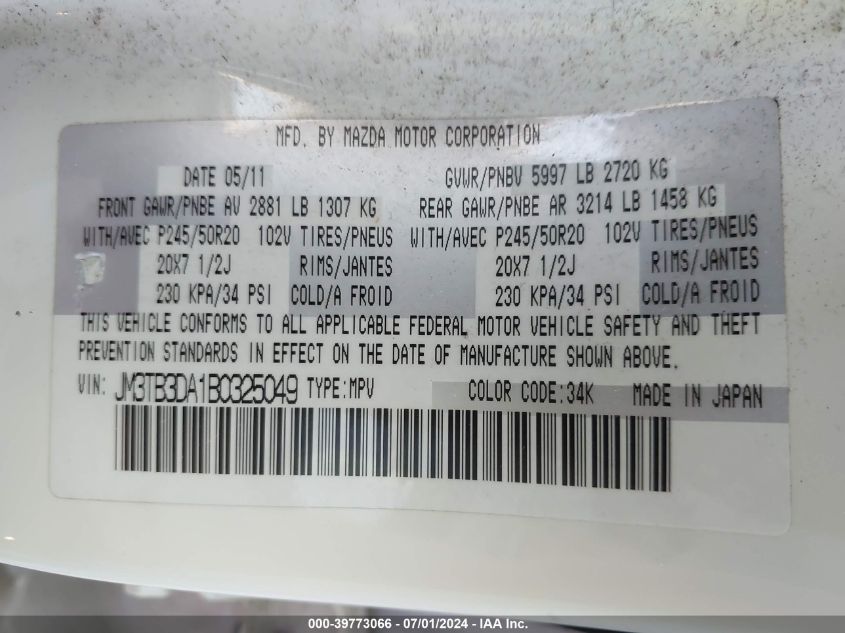 MFD. BY MAZDA MOTOR CORPORATION
DATE 05/11 GVWR/PNBV 5997 LB 2720 KG
FRONT GAWR/PNBE AV 2881 LB 1307 KG REAR GAWR/PNBE AR 3214 LB 1458 KG
WITH/AVEC P245/50R20 102V TIRES/PNEUS WITH/AVEC P245/50R20 102V TIRES/PNEUS
20X7 1/2J RIMS/JANTES 20X7 1/2J RIMS/JANTES
230 KPA/34 PSI COLD/A FROID 230 KPA/34 PSI COLD/A FROID
THIS VEHICLE CONFORMS TO ALL APPLICABLE FEDERAL MOTOR VEHICLE SAFETY AND THEFT
PREVENTION STANDARDS IN EFFECT ON THE DATE OF MANUFACTURE SHOWN ABOVE.
VIN: JM3TB3DA1B0325049 TYPE:MPV COLOR CODE:34K MADE IN JAPAN
000-39773066 - 07/01/2024 - IAA Inc.